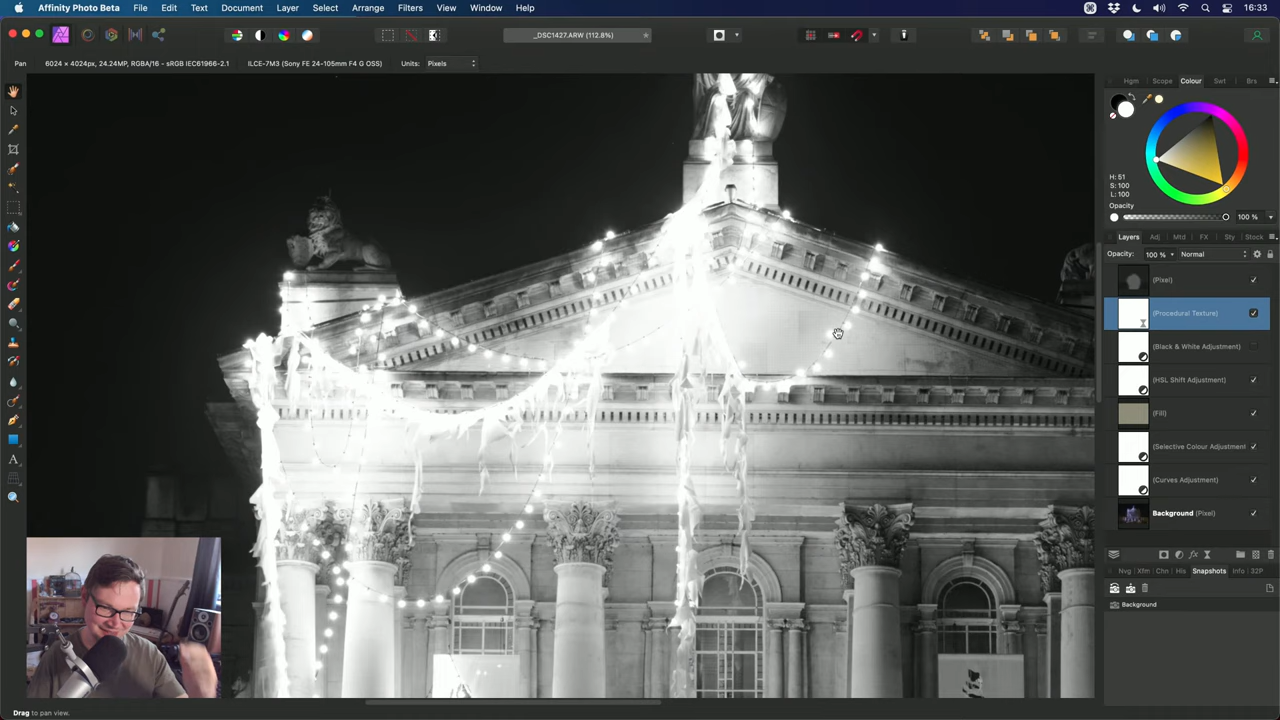 Affinity Photo Beta File Edit Text Document Layer Select Arrange Filters View Window Help 16:33
_DSC1427.ARW (112.8%)
Pan 6024 × 4024px, 24.24MP, RGBA/16 - sRGB IEC61966-2.1 ILCE-7M3 (Sony FE 24-105mm F4 G OSS) Units: Pixels
Hgm Scope Colour Swt Brs
H: 51
S: 100
L: 100
Opacity
100 %
Layers Adj Mtd FX Sty Stock
Opacity: 100 % Normal
(Pixel)
(Procedural Texture)
(Black & White Adjustment)
(HSL Shift Adjustment)
(Fill)
(Selective Colour Adjustment
(Curves Adjustment)
Background (Pixel)
fx
Nvg Xfm Chn His Snapshots Info 32P
Background
A
Drag to pan view.